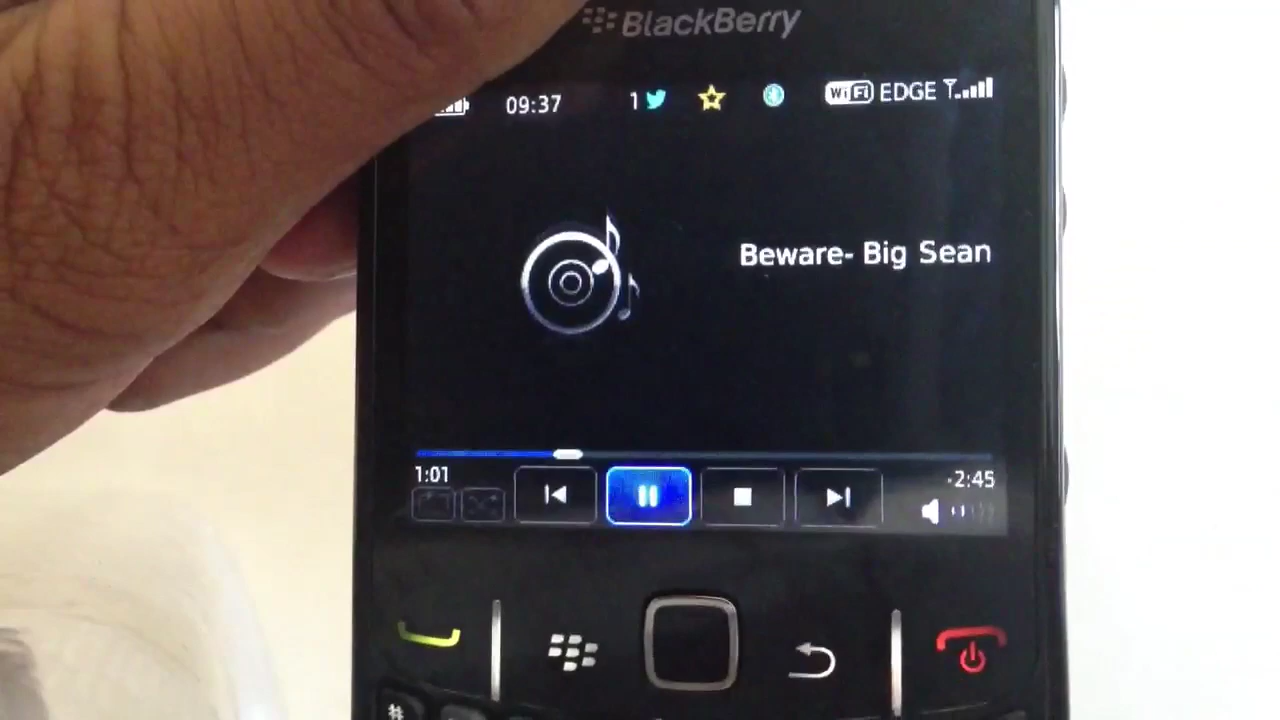 BlackBerry
09:37 1 WiFi EDGE
Beware- Big Sean
1:01 -2:45
#